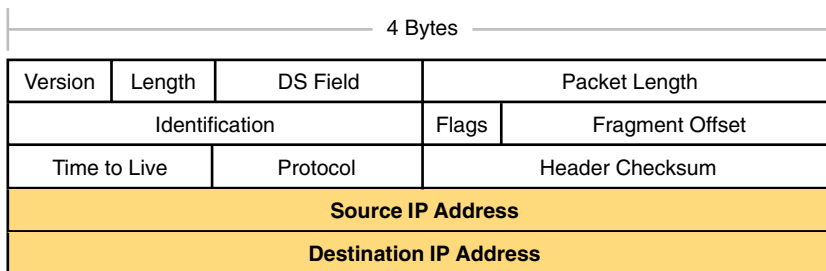 4 Bytes
Version Length DS Field Packet Length
Identification Flags Fragment Offset
Time to Live Protocol Header Checksum
Source IP Address
Destination IP Address